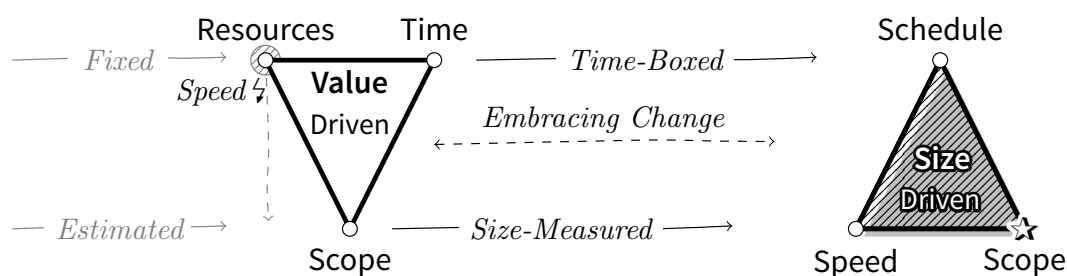 Resources
Time
Schedule
Fixed
Value
Time-Boxed
Speed
Driven
Embracing Change
Size
Driven
Estimated
Size-Measured
Scope
Speed
Scope